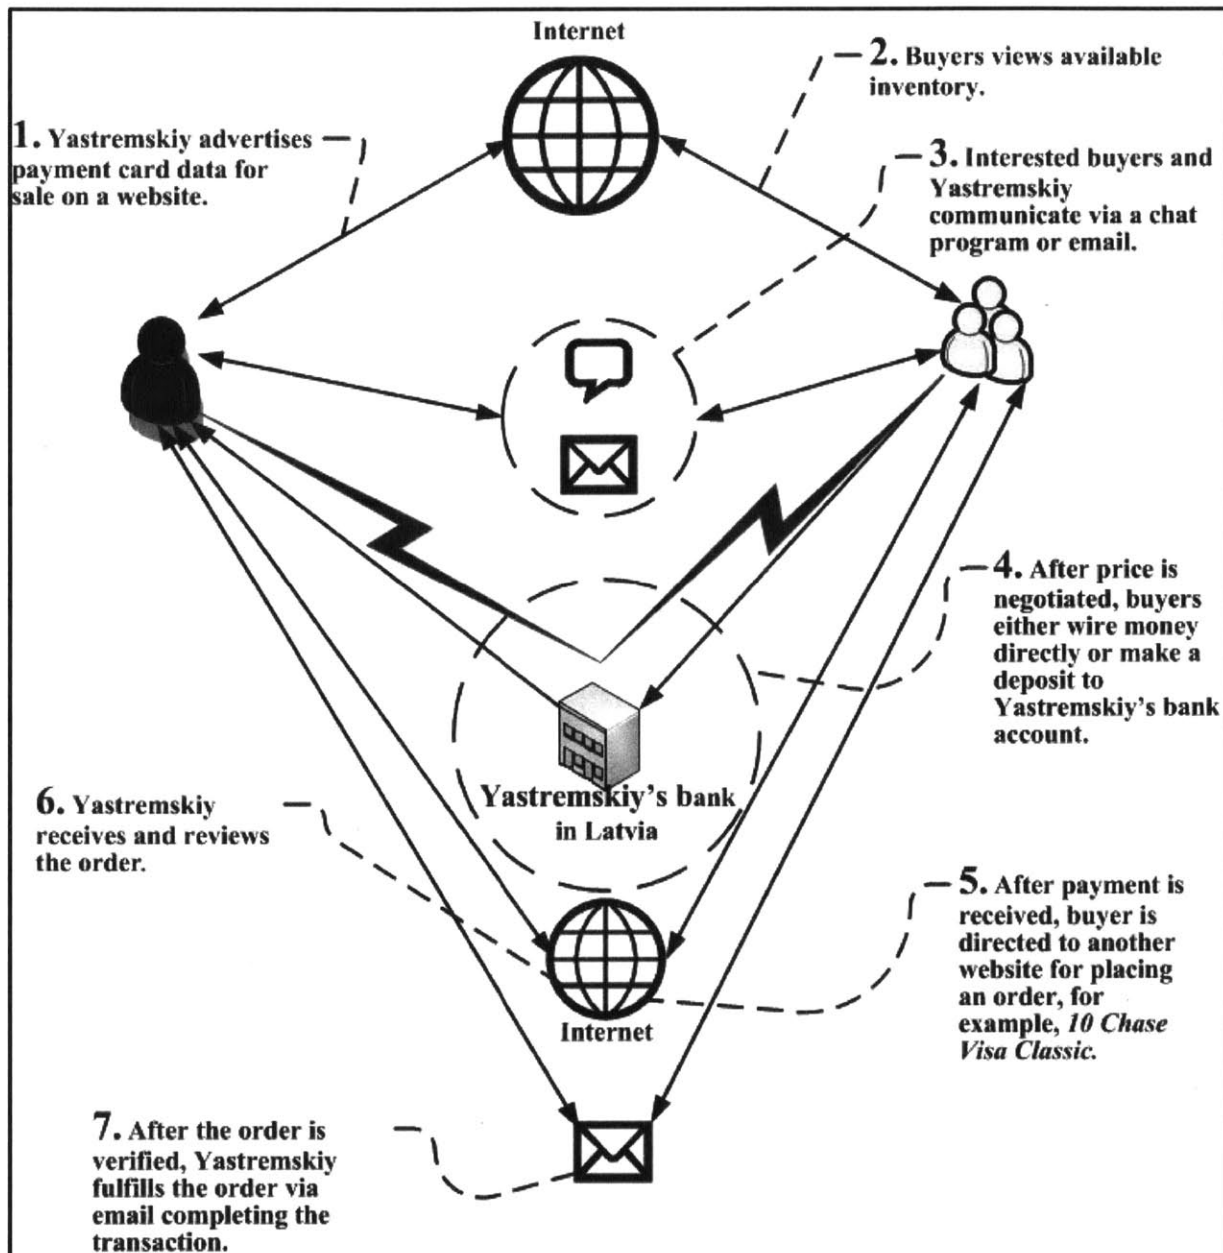 Internet
1. Yastremskiy advertises
payment card data for
sale on a website.
2. Buyers views available
inventory.
3. Interested buyers and
Yastremskiy
communicate via a chat
program or email.
4. After price is
negotiated, buyers
either wire money
directly or make a
deposit to
Yastremskiy's bank
account.
Yastremskiy's bank
in Latvia
6. Yastremskiy
receives and reviews
the order.
5. After payment is
received, buyer is
directed to another
website for placing
an order, for
example, 10 Chase
Visa Classic.
Internet
7. After the order is
verified, Yastremskiy
fulfills the order via
email completing the
transaction.